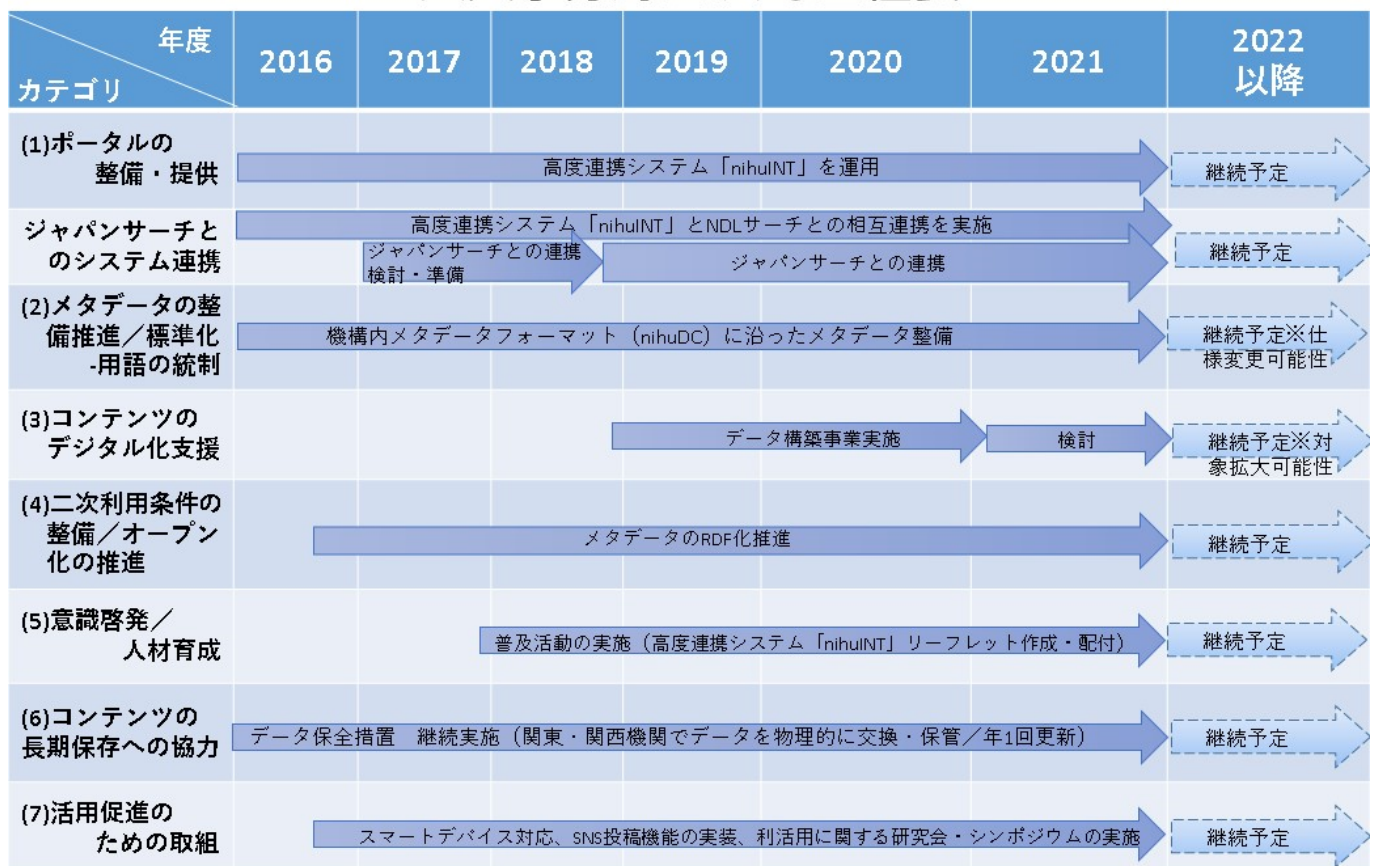 年度
カテゴリ
2016
2017
2018
2019
2020
2021
2022
以降
(1)ポータルの
整備・提供
高度連携システム「nihuINT」を運用
継続予定
ジャパンサーチと
のシステム連携
高度連携システム「nihuINT」とNDLサーチとの相互連携を実施
ジャパンサーチとの連携
検討・準備
ジャパンサーチとの連携
継続予定
(2)メタデータの整
備推進／標準化
-用語の統制
機構内メタデータフォーマット（nihuDC）に沿ったメタデータ整備
継続予定※仕
様変更可能性
(3)コンテンツの
デジタル化支援
データ構築事業実施
検討
継続予定※対
象拡大可能性
(4)二次利用条件の
整備／オープン
化の推進
メタデータのRDF化推進
継続予定
(5)意識啓発／
人材育成
普及活動の実施（高度連携システム「nihuINT」リーフレット作成・配付）
継続予定
(6)コンテンツの
長期保存への協力
データ保全措置　継続実施（関東・関西機関でデータを物理的に交換・保管／年1回更新）
継続予定
(7)活用促進の
ための取組
スマートデバイス対応、SNS投稿機能の実装、利活用に関する研究会・シンポジウムの実施
継続予定